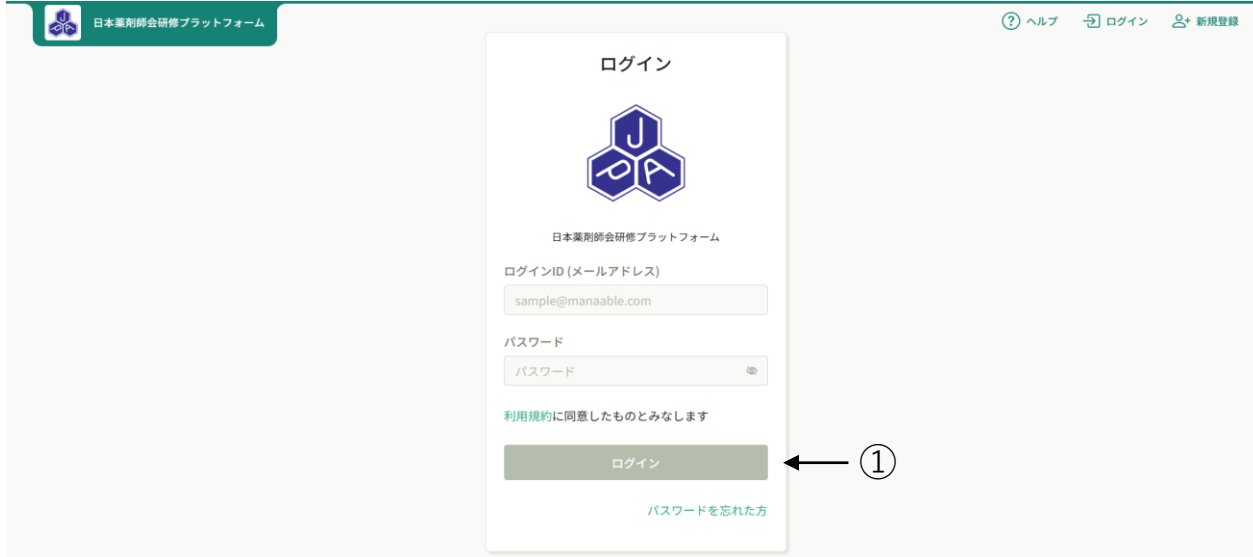 日本薬剤師会研修プラットフォーム
? ヘルプ ログイン 新規登録
ログイン
J
P A
日本薬剤師会研修プラットフォーム
ログインID (メールアドレス)
sample@manaable.com
パスワード
パスワード
利用規約に同意したものとみなします
ログイン
①
パスワードを忘れた方